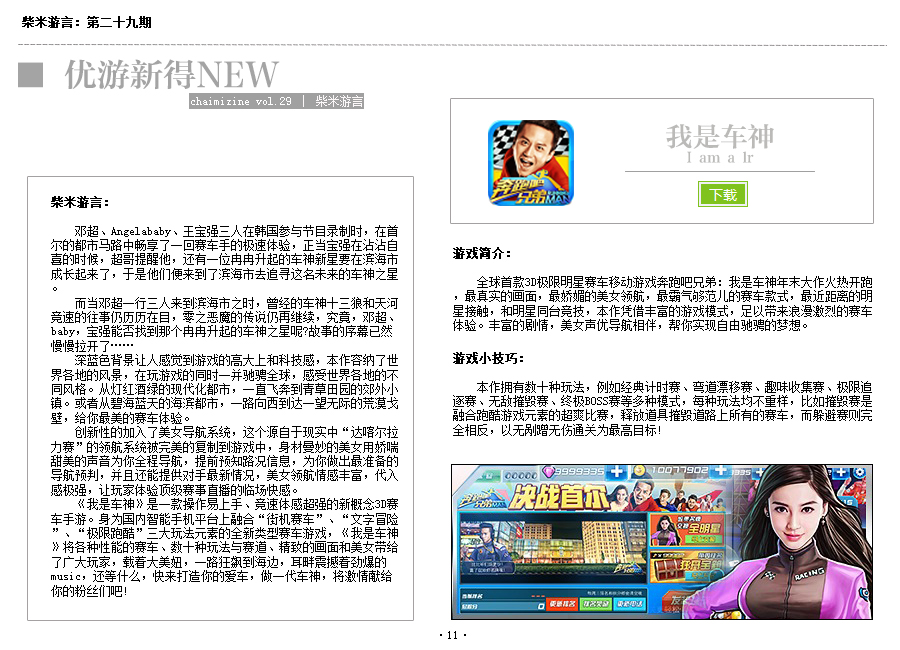 柴米游言：第二十九期
优游新得NEW
chaimizine vol.29 | 柴米游言
柴米游言：
邓超、Angelababy、王宝强三人在韩国参与节目录制时，在首
尔的都市马路中畅享了一回赛车手的极速体验，正当宝强在沾沾自
喜的时候，超哥提醒他，还有一位冉冉升起的车神新星要在滨海市
成长起来了，于是他们便来到了滨海市去追寻这名未来的车神之星
。
而当邓超一行三人来到滨海市之时，曾经的车神十三狼和天河
竞速的往事仍历历在目，零之恶魔的传说仍再继续，究竟，邓超、
baby，宝强能否找到那个冉冉升起的车神之星呢?故事的序幕已然
慢慢拉开了……
深蓝色背景让人感觉到游戏的高大上和科技感，本作容纳了世
界各地的风景，在玩游戏的同时一并驰骋全球，感受世界各地的不
同风格。从灯红酒绿的现代化都市，一直飞奔到青草田园的郊外小
镇。或者从碧海蓝天的海滨都市，一路向西到达一望无际的荒漠戈
壁，给你最美的赛车体验。
创新性的加入了美女导航系统，这个源自于现实中“达喀尔拉
力赛”的领航系统被完美的复制到游戏中，身材曼妙的美女用娇喘
甜美的声音为你全程导航，提前预知路况信息，为你做出最准备的
导航预判，并且还能提供对手最新情况，美女领航情感丰富，代入
感极强，让玩家体验顶级赛事直播的临场快感。
《我是车神》是一款操作易上手、竞速体感超强的新概念3D赛
车手游。身为国内智能手机平台上融合“街机赛车”、“文字冒险
”、“极限跑酷”三大玩法元素的全新类型赛车游戏，《我是车神
》将各种性能的赛车、数十种玩法与赛道、精致的画面和美女带给
了广大玩家，载着大美妞，一路狂飙到海边，耳畔震撼着劲爆的
music，还等什么，快来打造你的爱车，做一代车神，将激情献给
你的粉丝们吧!
奔跑吧
兄弟
RUNNING
MAN
我是车神
I am a lr
下载
游戏简介：
全球首款3D极限明星赛车移动游戏奔跑吧兄弟：我是车神年末大作火热开跑
，最真实的画面，最娇媚的美女领航，最霸气够范儿的赛车款式，最近距离的明
星接触，和明星同台竞技，本作凭借丰富的游戏模式，足以带来浪漫激烈的赛车
体验。丰富的剧情，美女声优导航相伴，帮你实现自由驰骋的梦想。
游戏小技巧：
本作拥有数十种玩法，例如经典计时赛、弯道漂移赛、趣味收集赛、极限追
逐赛、无敌摧毁赛、终极BOSS赛等多种模式，每种玩法均不重样，比如摧毁赛是
融合跑酷游戏元素的超爽比赛，释放道具摧毁道路上所有的赛车，而躲避赛则完
全相反，以无剐蹭无伤通关为最高目标!
9999335
10077902
决战首尔
全明星
我是车神
更新排名
排名奖励
更新电话
RACING
·11·